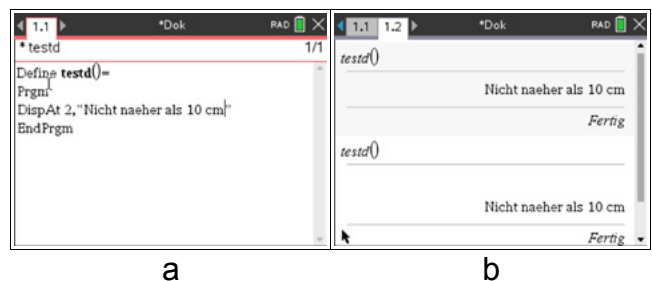 1.1 *Dok RAD
* testd 1/1
Define testd()=
Prgm
DispAt 2,"Nicht naeher als 10 cm"
EndPrgm
a
1.1 1.2 *Dok RAD
testd()
Nicht naeher als 10 cm
Fertig
testd()
Nicht naeher als 10 cm
Fertig
b